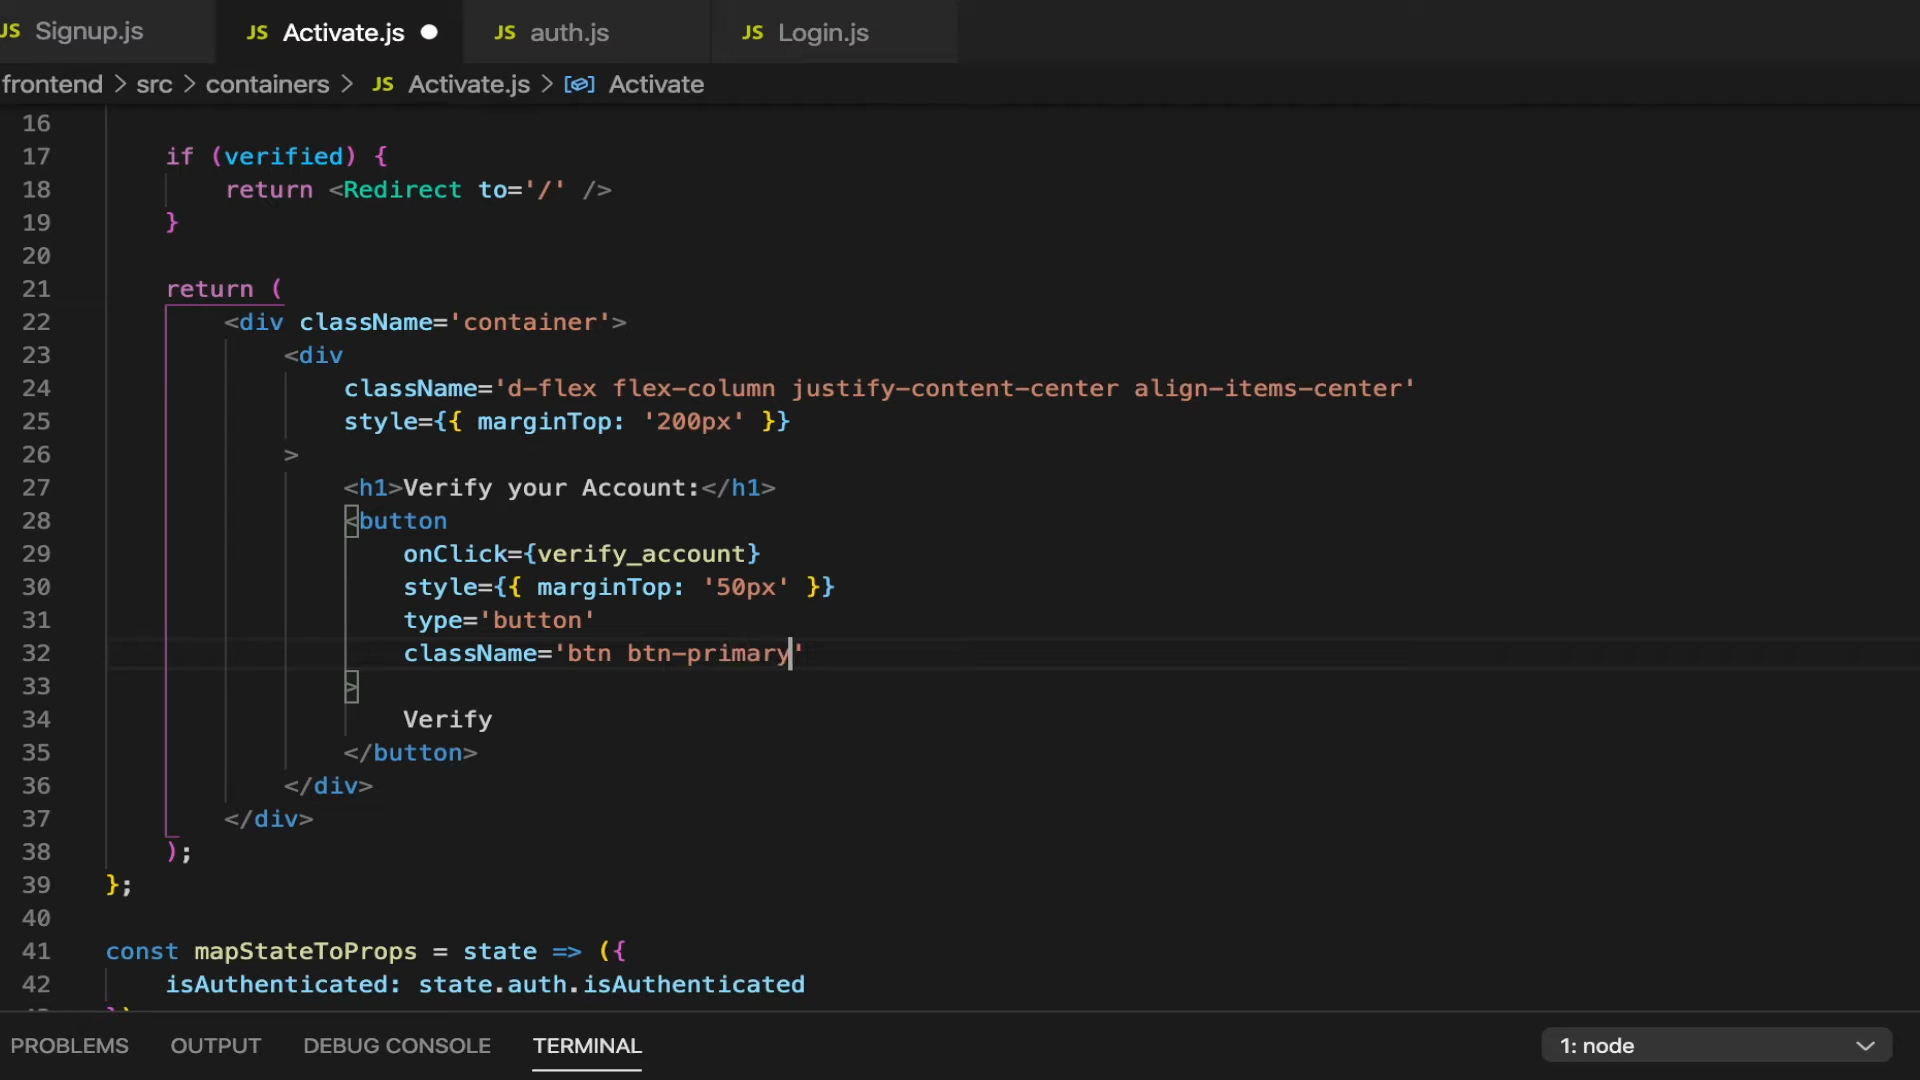 JS Signup.js JS Activate.js JS auth.js JS Login.js
frontend > src > containers > JS Activate.js > Activate
16
17 if (verified) {
18 return <Redirect to='/' />
19 }
20
21 return (
22 <div className='container'>
23 <div
24 className='d-flex flex-column justify-content-center align-items-center'
25 style={{ marginTop: '200px' }}
26 >
27 <h1>Verify your Account:</h1>
28 <button
29 onClick={verify_account}
30 style={{ marginTop: '50px' }}
31 type='button'
32 className='btn btn-primary'
33 >
34 Verify
35 </button>
36 </div>
37 </div>
38 );
39 };
40
41 const mapStateToProps = state => ({
42 isAuthenticated: state.auth.isAuthenticated
PROBLEMS OUTPUT DEBUG CONSOLE TERMINAL 1: node